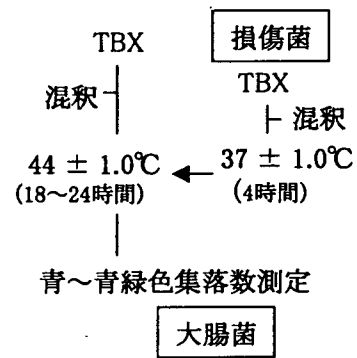 TBX
損傷菌
TBX
混釈
混釈
44 ± 1.0℃
37 ± 1.0℃
(18～24時間)
(4時間)
青～青緑色集落数測定
大腸菌